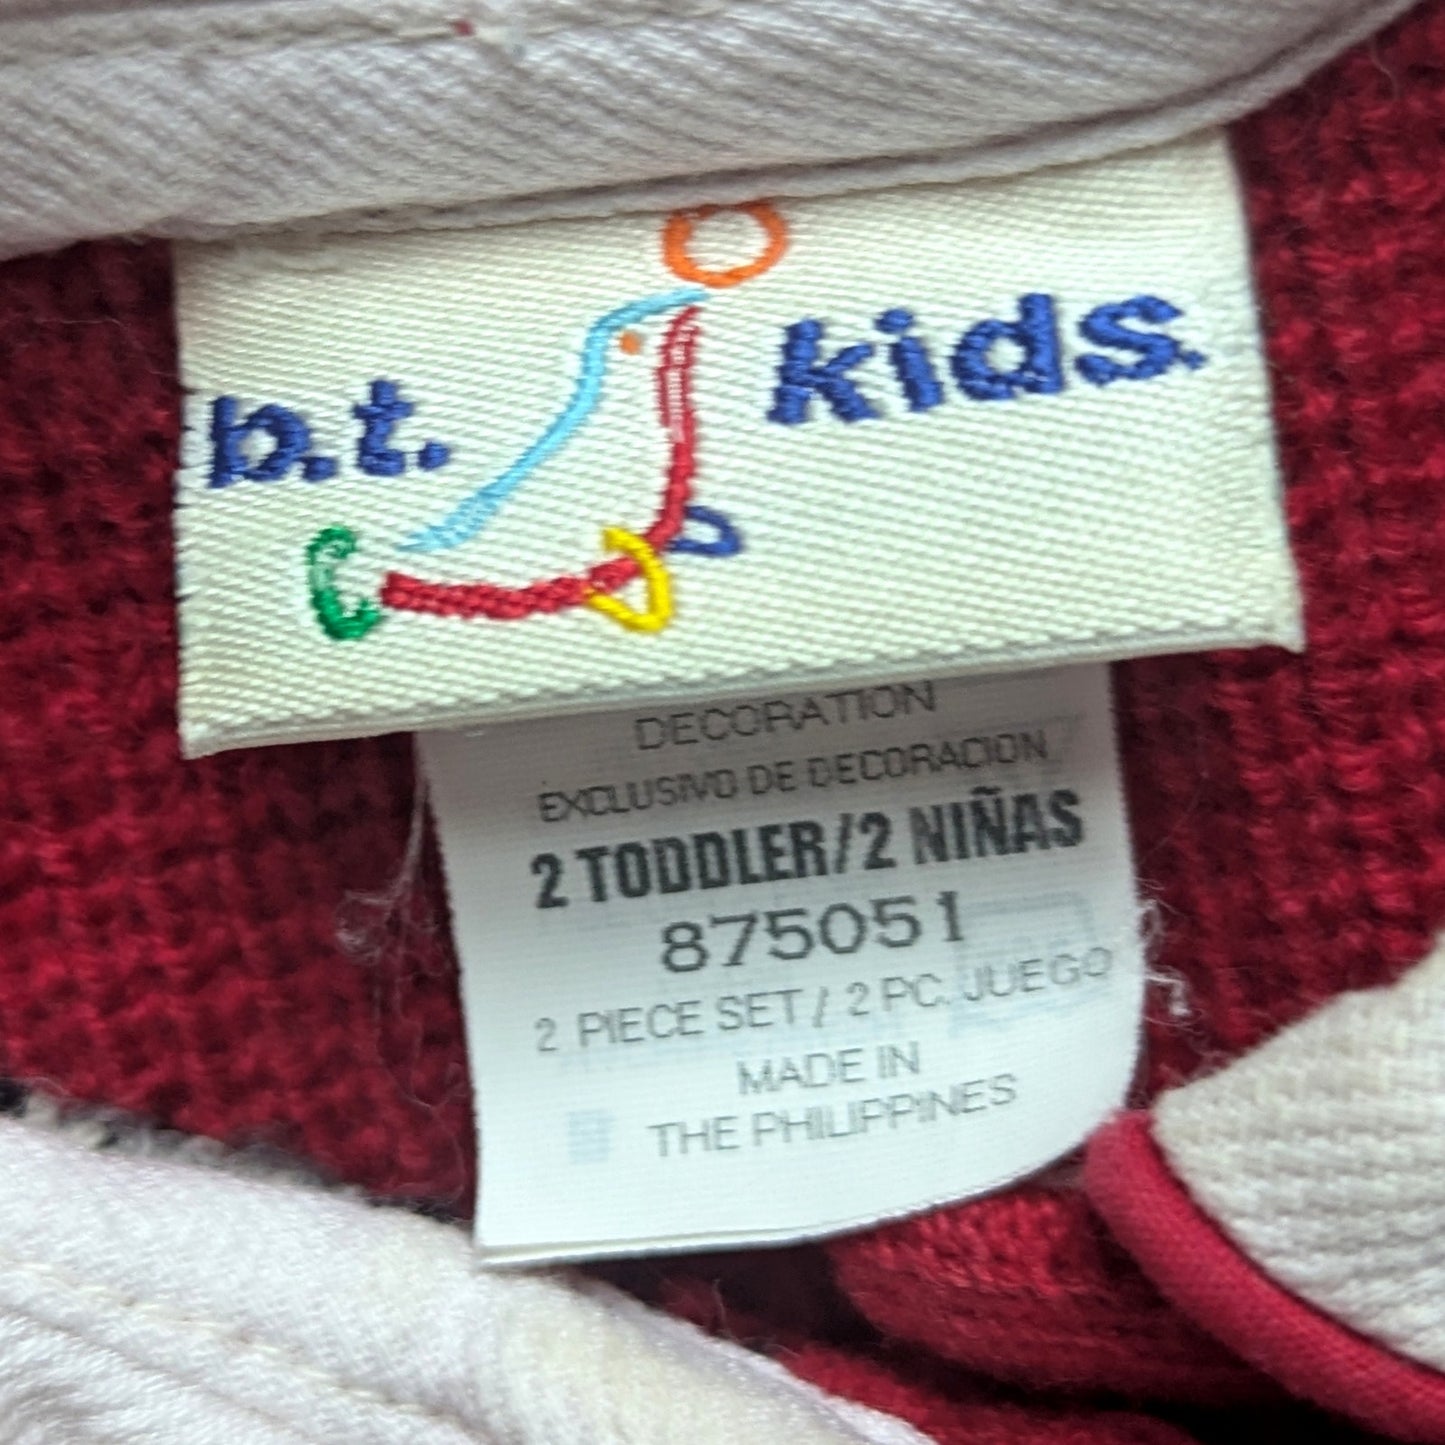 b.t. kids.
DECORATION
EXCLUSIVO DE DECORACION
2 TODDLER/2 NIÑAS
875051
2 PIECE SET / 2 PC. JUEGO
MADE IN
THE PHILIPPINES